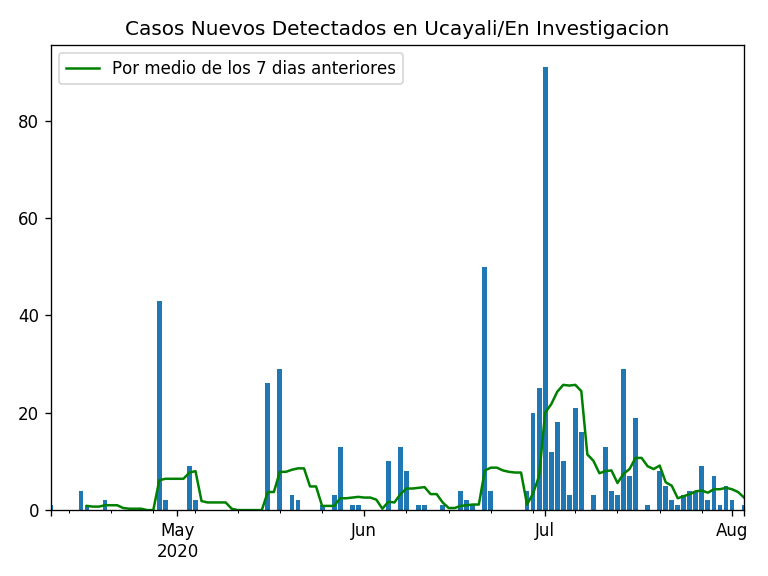 Casos Nuevos Detectados en Ucayali/En Investigacion
Por medio de los 7 dias anteriores
80
60
40
20
0
May
2020
Jun
Jul
Aug